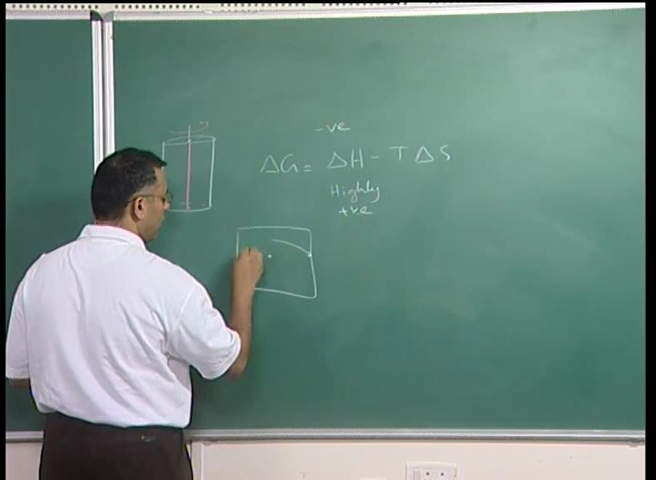 -ve
ΔG = ΔH - TΔS
Highly
+ve